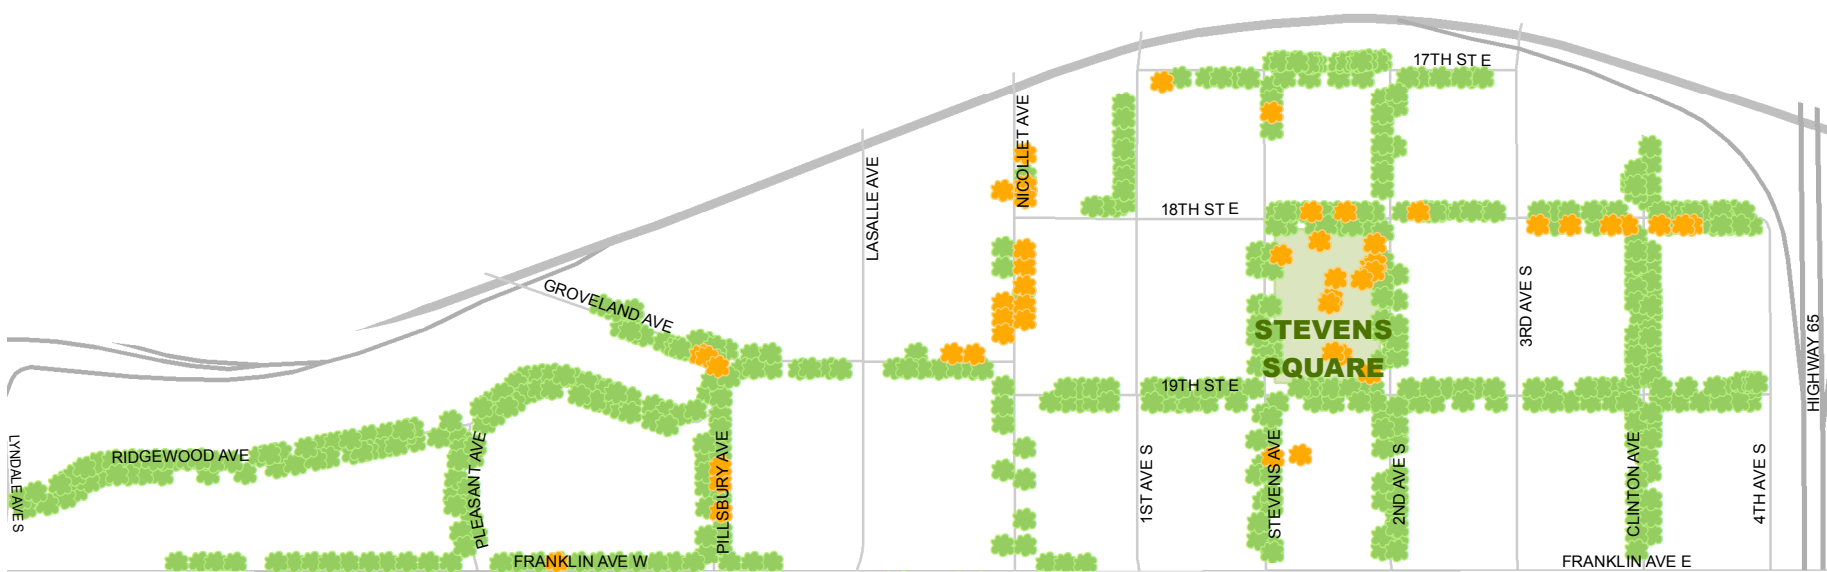 17TH ST E
NICOLLET AVE
LASALLE AVE
18TH ST E
GROVELAND AVE
3RD AVE S
HIGHWAY 65
STEVENS
SQUARE
19TH ST E
RIDGEWOOD AVE
LYNDALE AVE S
PLEASANT AVE
PILLSBURY AVE
1ST AVE S
STEVENS AVE
2ND AVE S
CLINTON AVE
4TH AVE S
FRANKLIN AVE W
FRANKLIN AVE E